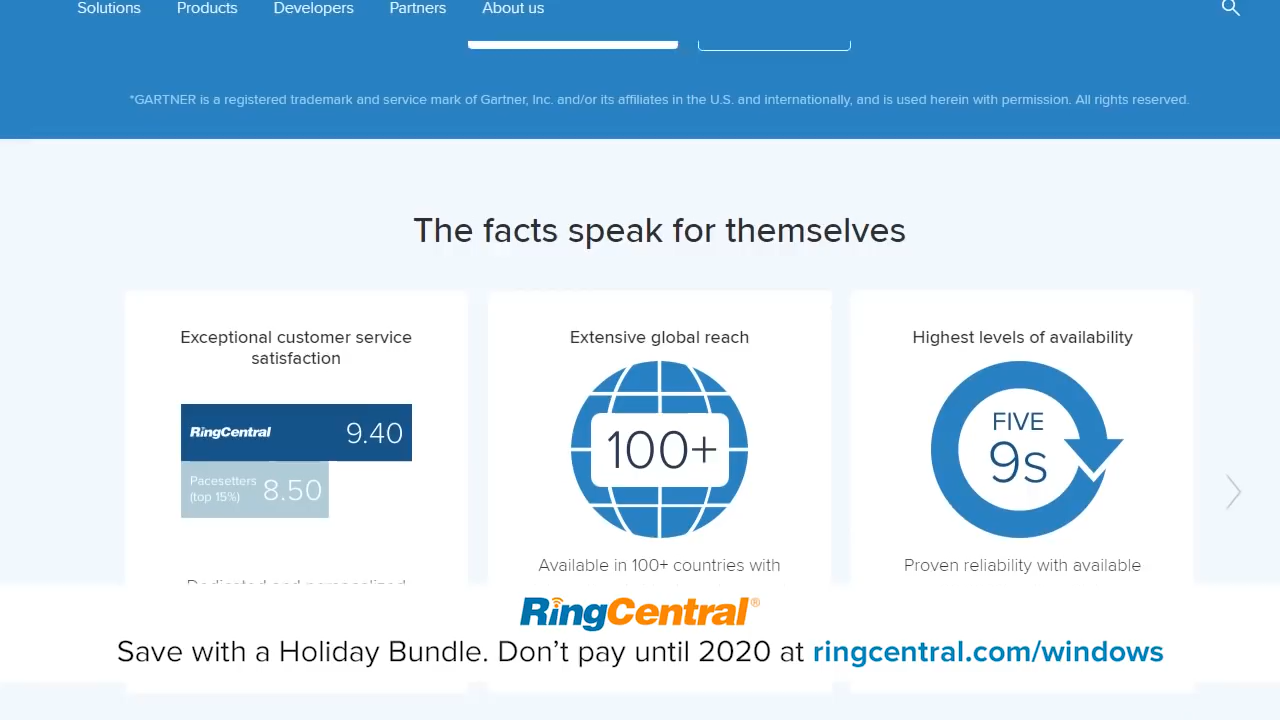 Solutions Products Developers Partners About us
*GARTNER is a registered trademark and service mark of Gartner, Inc. and/or its affiliates in the U.S. and internationally, and is used herein with permission. All rights reserved.
The facts speak for themselves
Exceptional customer service
satisfaction
RingCentral 9.40
Pacesetters
(top 15%) 8.50
Extensive global reach
100+
Available in 100+ countries with
Highest levels of availability
FIVE
9s
Proven reliability with available
Dedicated and personalized
RingCentral®
Save with a Holiday Bundle. Don’t pay until 2020 at ringcentral.com/windows